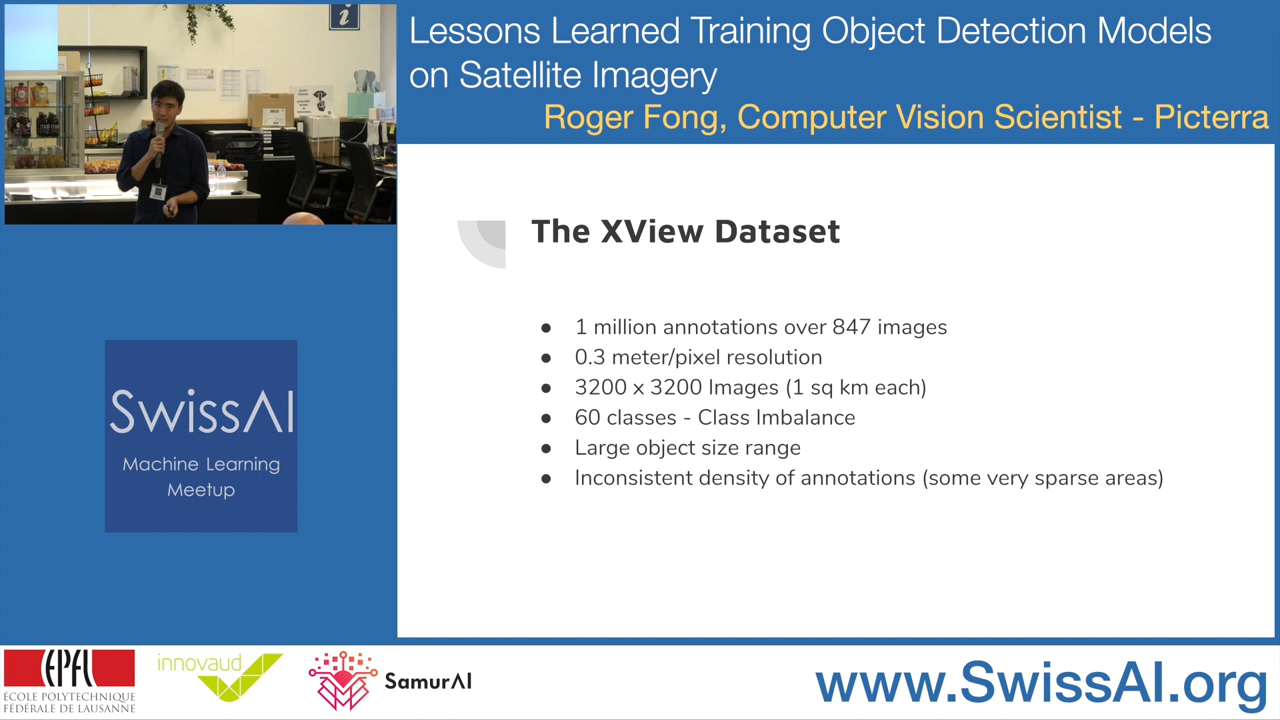 Lessons Learned Training Object Detection Models
on Satellite Imagery
Roger Fong, Computer Vision Scientist - Picterra
The XView Dataset
● 1 million annotations over 847 images
● 0.3 meter/pixel resolution
● 3200 x 3200 Images (1 sq km each)
● 60 classes - Class Imbalance
● Large object size range
● Inconsistent density of annotations (some very sparse areas)
SwissAI
Machine Learning
Meetup
EPFL
ÉCOLE POLYTECHNIQUE
FÉDÉRALE DE LAUSANNE
innovaud
SamurAI
www.SwissAI.org